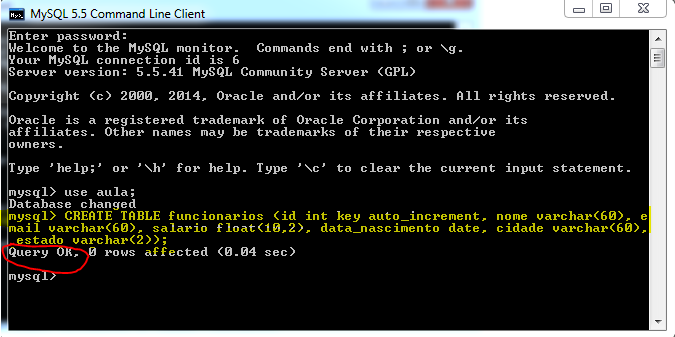 MySQL 5.5 Command Line Client
Enter password:
Welcome to the MySQL monitor.  Commands end with ; or \g.
Your MySQL connection id is 6
Server version: 5.5.41 MySQL Community Server (GPL)
Copyright (c) 2000, 2014, Oracle and/or its affiliates. All rights reserved.
Oracle is a registered trademark of Oracle Corporation and/or its
affiliates. Other names may be trademarks of their respective
owners.
Type 'help;' or '\h' for help. Type '\c' to clear the current input statement.
mysql> use aula;
Database changed
mysql> CREATE TABLE funcionarios (id int key auto_increment, nome varchar(60), e
mail varchar(60), salario float(10,2), data_nascimento date, cidade varchar(60),
 estado varchar(2));
Query OK, 0 rows affected (0.04 sec)
mysql>